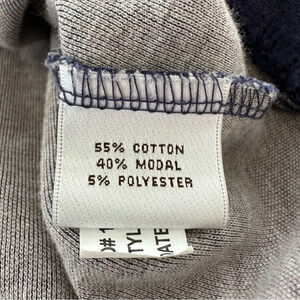 55% COTTON
40% MODAL
5% POLYESTER